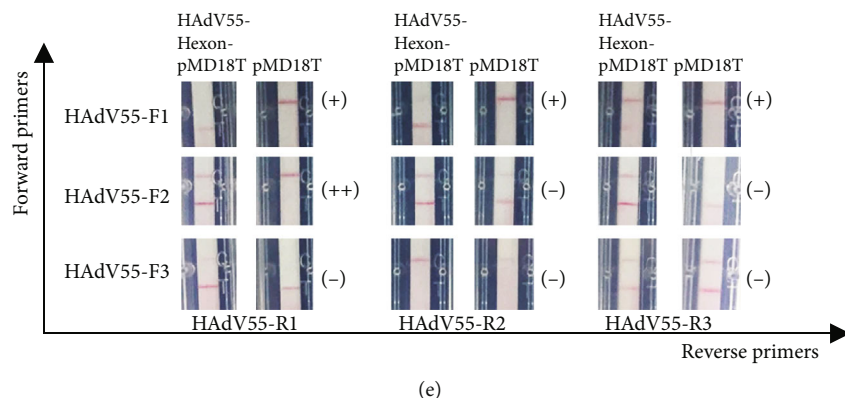 HAdV55-
Hexon-
pMD18T pMD18T
HAdV55-
Hexon-
pMD18T pMD18T
HAdV55-
Hexon-
pMD18T pMD18T
Forward primers
HAdV55-F1
(+)
(+)
(+)
HAdV55-F2
(++)
(–)
(–)
HAdV55-F3
(–)
(–)
(–)
HAdV55-R1
HAdV55-R2
HAdV55-R3
Reverse primers
(e)